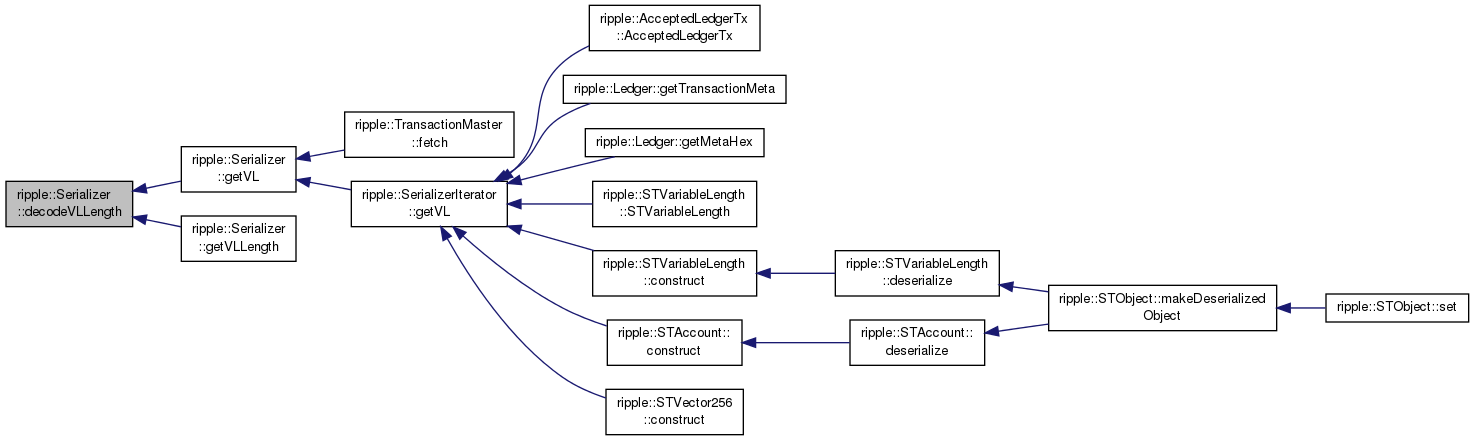 ripple::Serializer
::decodeVLLength
ripple::Serializer
::getVL
ripple::Serializer
::getVLLength
ripple::TransactionMaster
::fetch
ripple::SerializerIterator
::getVL
ripple::AcceptedLedgerTx
::AcceptedLedgerTx
ripple::Ledger::getTransactionMeta
ripple::Ledger::getMetaHex
ripple::STVariableLength
::STVariableLength
ripple::STVariableLength
::construct
ripple::STAccount::
construct
ripple::STVector256
::construct
ripple::STVariableLength
::deserialize
ripple::STAccount::
deserialize
ripple::STObject::makeDeserialized
Object
ripple::STObject::set